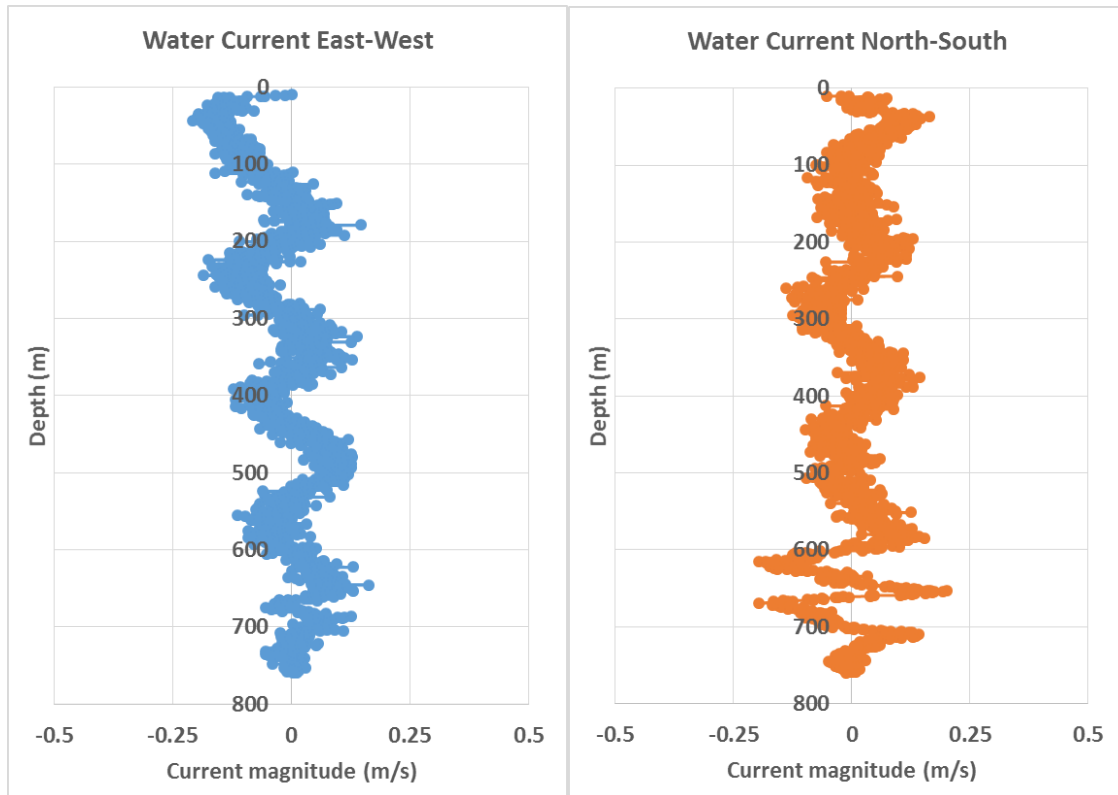 Water Current East-West
0
100
200
300
400
500
600
700
800
Depth (m)
-0.5 -0.25 0 0.25 0.5
Current magnitude (m/s)
Water Current North-South
0
100
200
300
400
500
600
700
800
Depth (m)
-0.5 -0.25 0 0.25 0.5
Current magnitude (m/s)